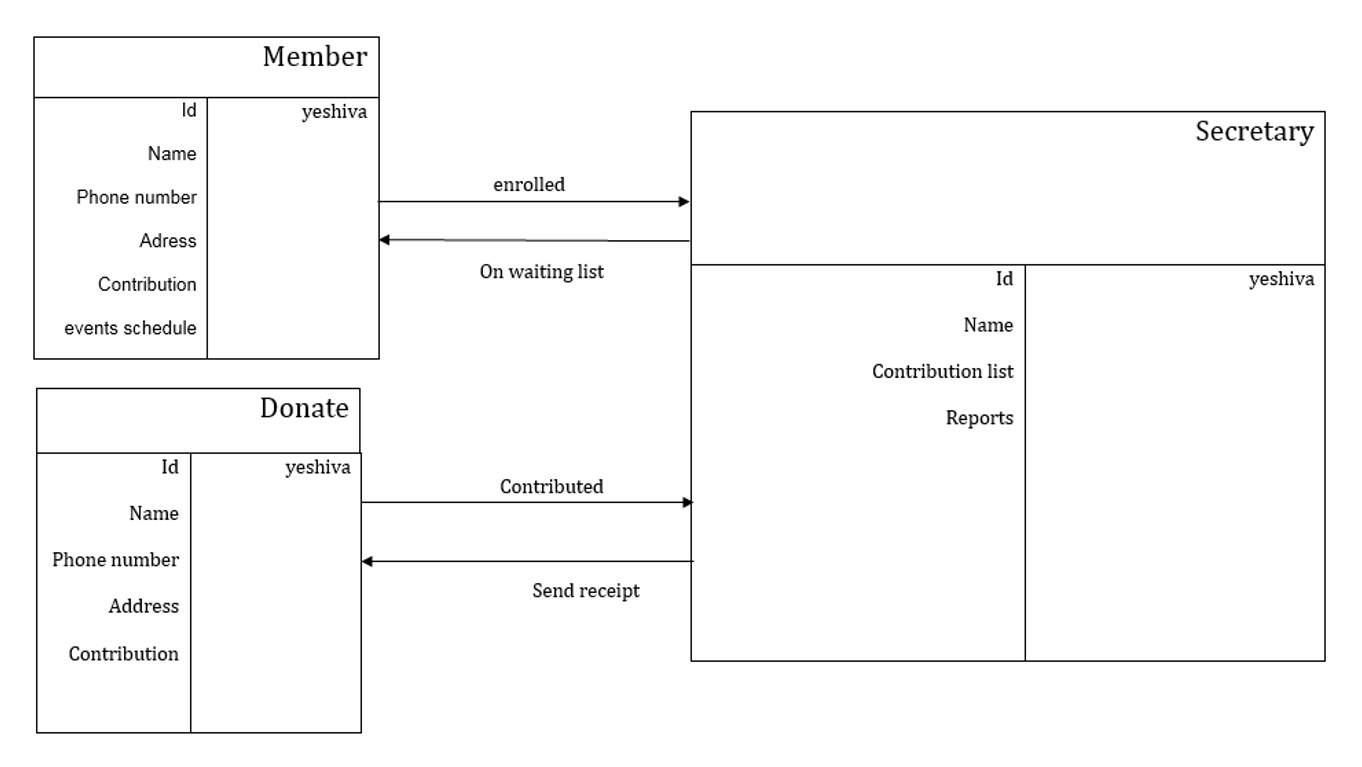 Member
Id
yeshiva
Name
Phone number
Adress
Contribution
events schedule
enrolled
On waiting list
Secretary
Id
yeshiva
Name
Contribution list
Reports
Donate
Id
yeshiva
Name
Phone number
Address
Contribution
Contributed
Send receipt